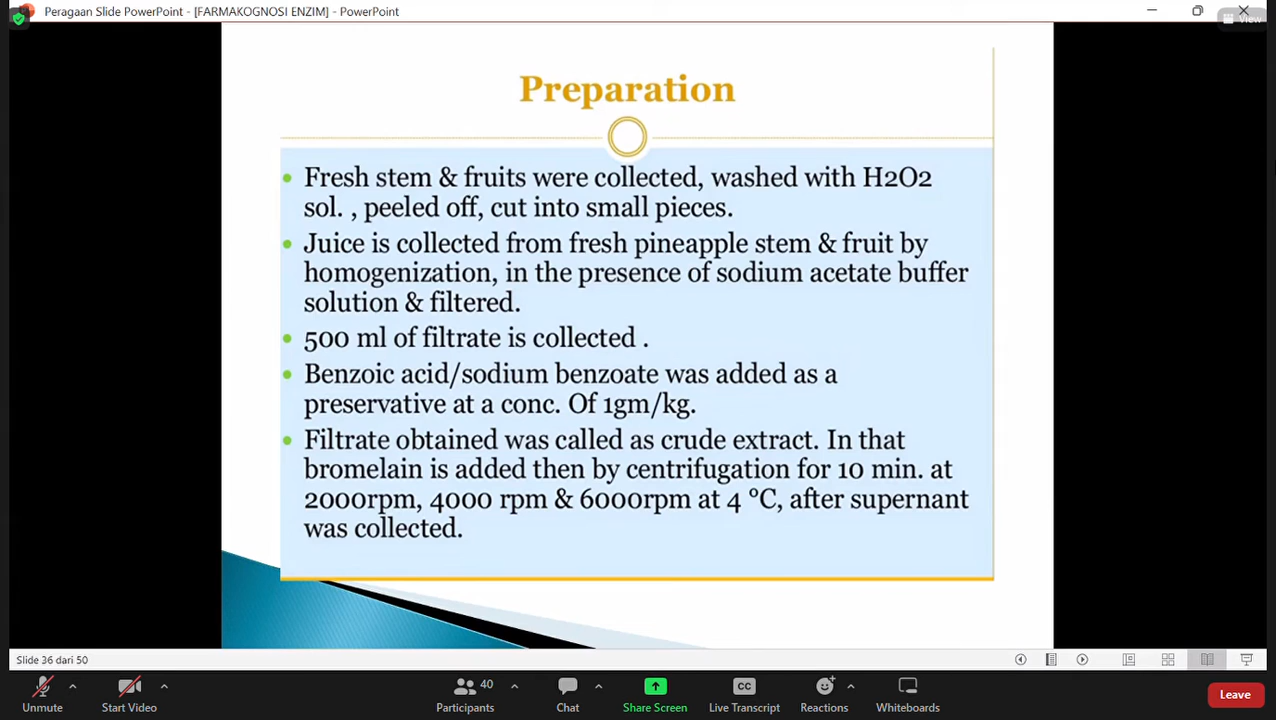 Peragaan Slide PowerPoint - [FARMAKOGNOSI ENZIM] - PowerPoint
View
Preparation
Fresh stem & fruits were collected, washed with H2O2
sol. , peeled off, cut into small pieces.
Juice is collected from fresh pineapple stem & fruit by
homogenization, in the presence of sodium acetate buffer
solution & filtered.
500 ml of filtrate is collected .
Benzoic acid/sodium benzoate was added as a
preservative at a conc. Of 1gm/kg.
Filtrate obtained was called as crude extract. In that
bromelain is added then by centrifugation for 10 min. at
2000rpm, 4000 rpm & 6000rpm at 4 °C, after supernant
was collected.
Slide 36 dari 50
Unmute
Start Video
40
Participants
Chat
Share Screen
CC
Live Transcript
Reactions
Whiteboards
Leave